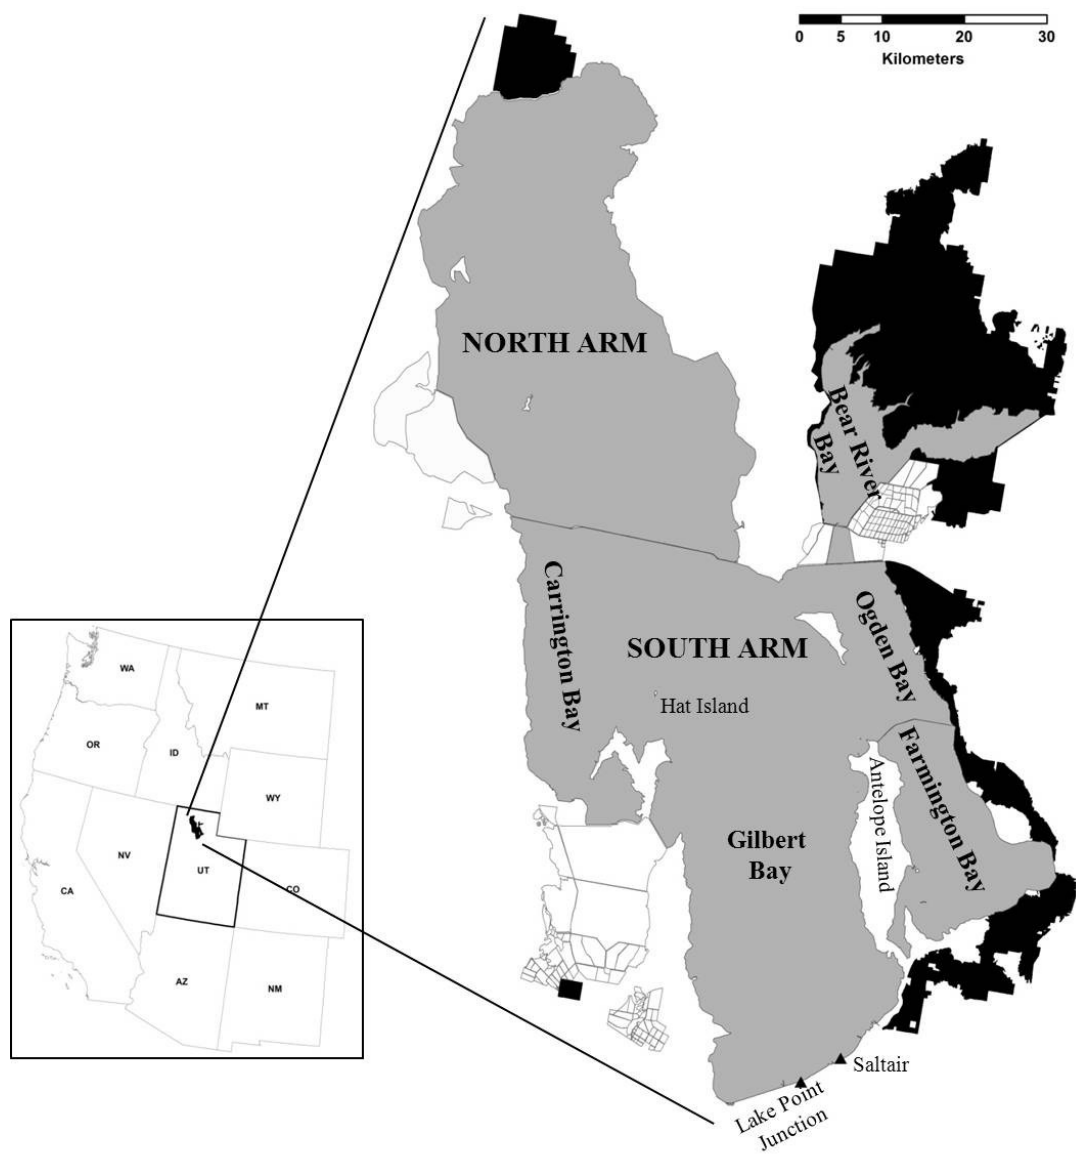 0 5 10 20 30
Kilometers
NORTH ARM
Bear River
Bay
Carrington Bay
SOUTH ARM
Ogden Bay
Hat Island
Farmington Bay
Antelope Island
Gilbert
Bay
Saltair
Lake Point
Junction
WA
MT
OR
ID
WY
NV
UT
CO
CA
AZ
NM